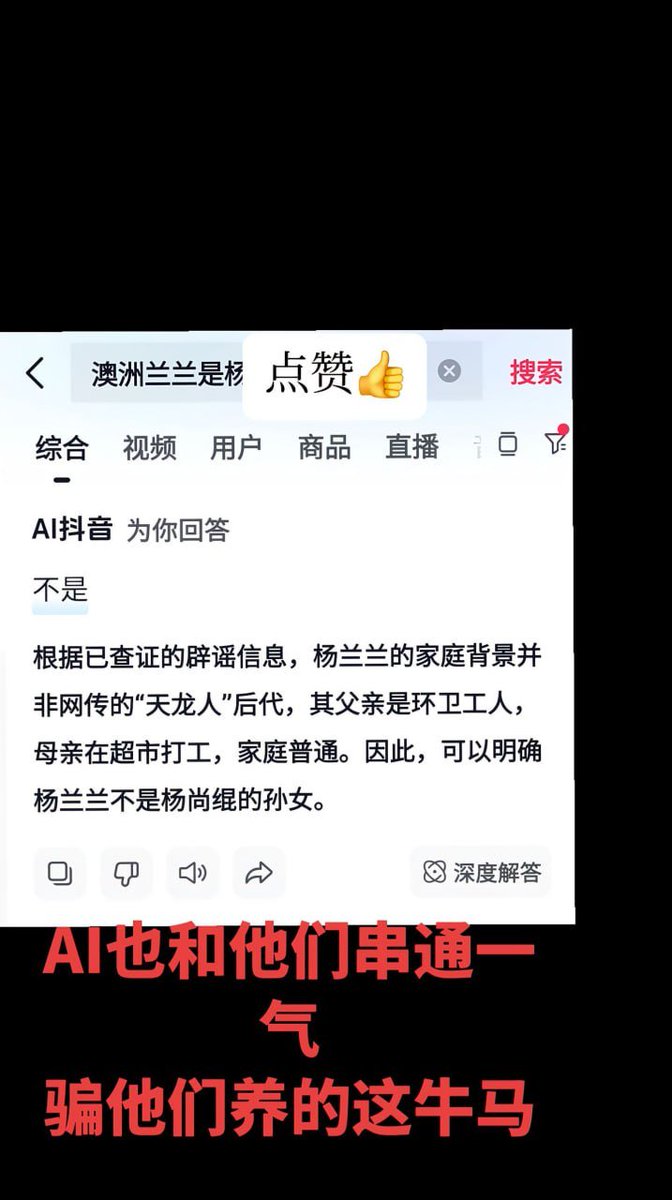 澳洲兰兰是杨
点赞👍
搜索
综合 视频 用户 商品 直播
AI抖音 为你回答
不是
根据已查证的辟谣信息，杨兰兰的家庭背景并
非网传的“天龙人”后代，其父亲是环卫工人，
母亲在超市打工，家庭普通。因此，可以明确
杨兰兰不是杨尚绲的孙女。
深度解答
AI也和他们串通一
气
骗他们养的这牛马